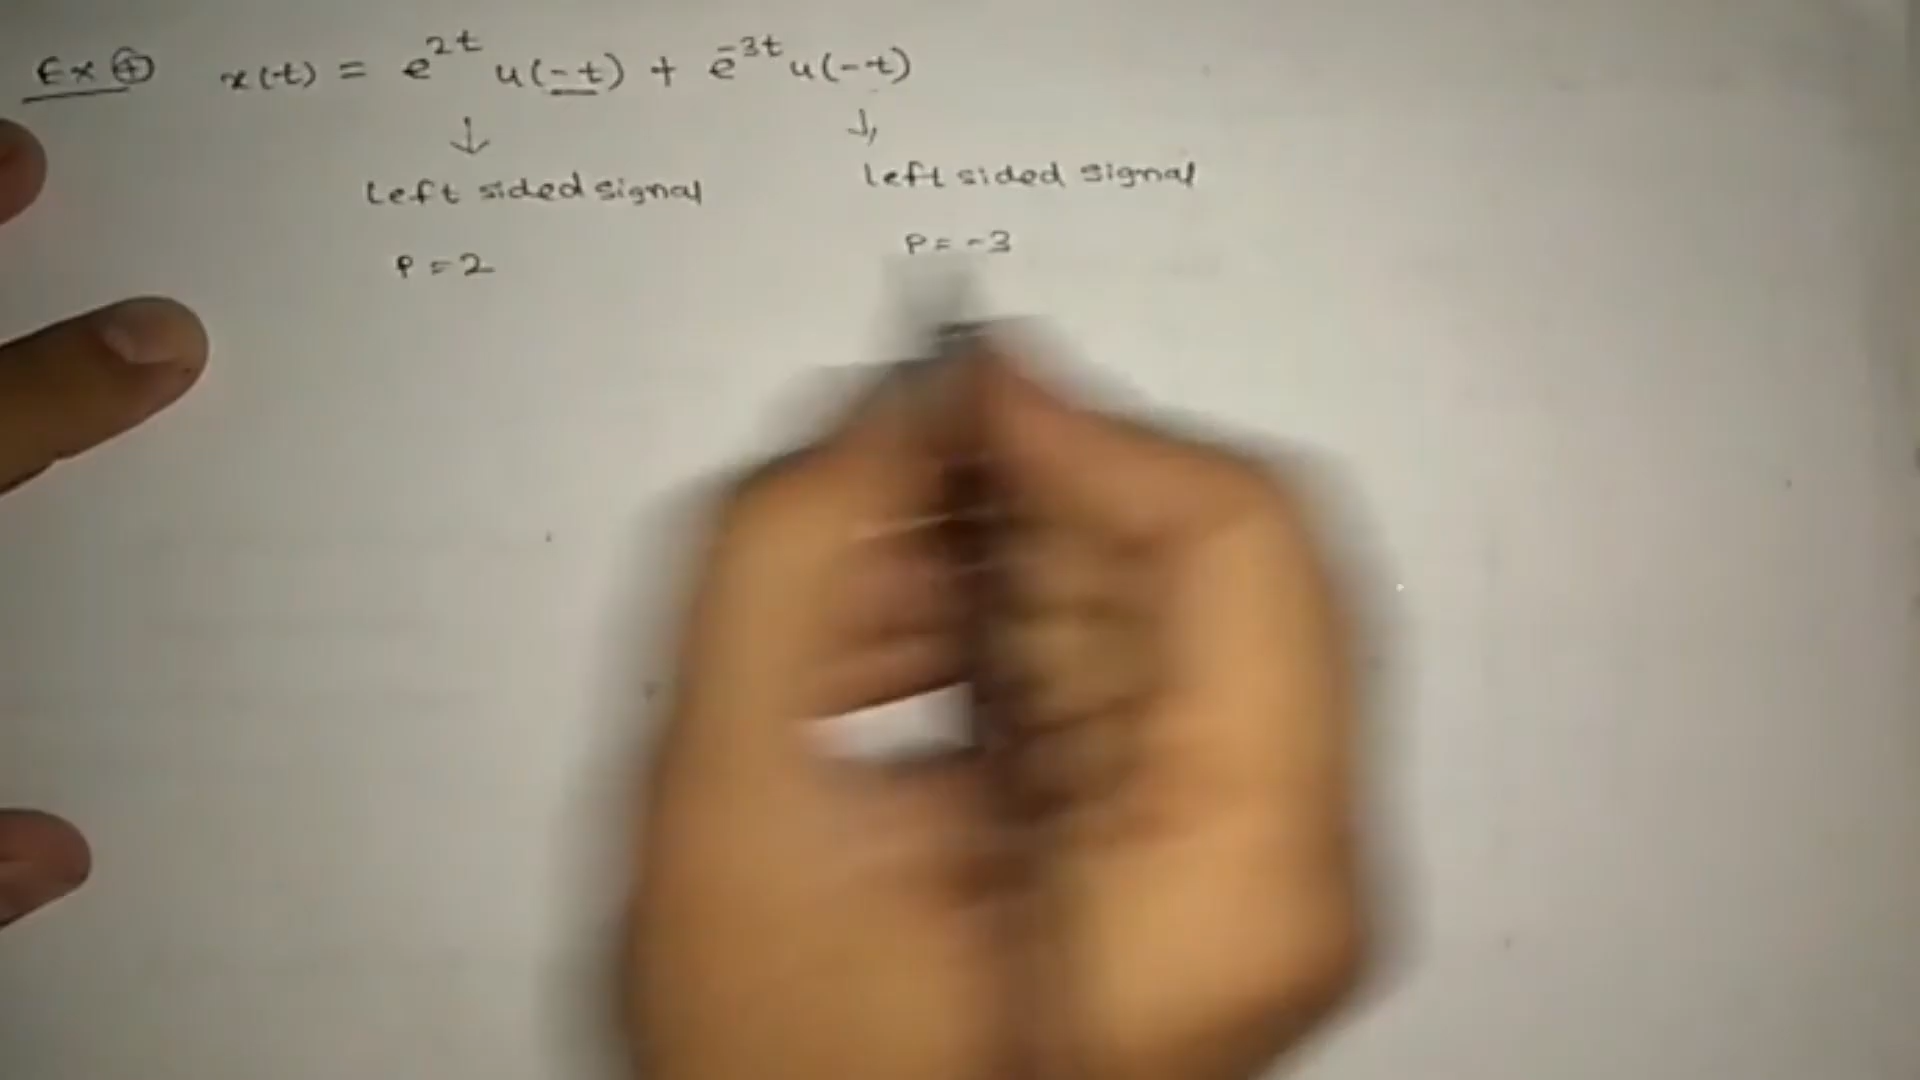 Ex 4 x(t) = e^{2t} u(-t) + e^{-3t} u(-t)
↓ ↓
Left sided signal Left sided signal
P = 2 P = -3